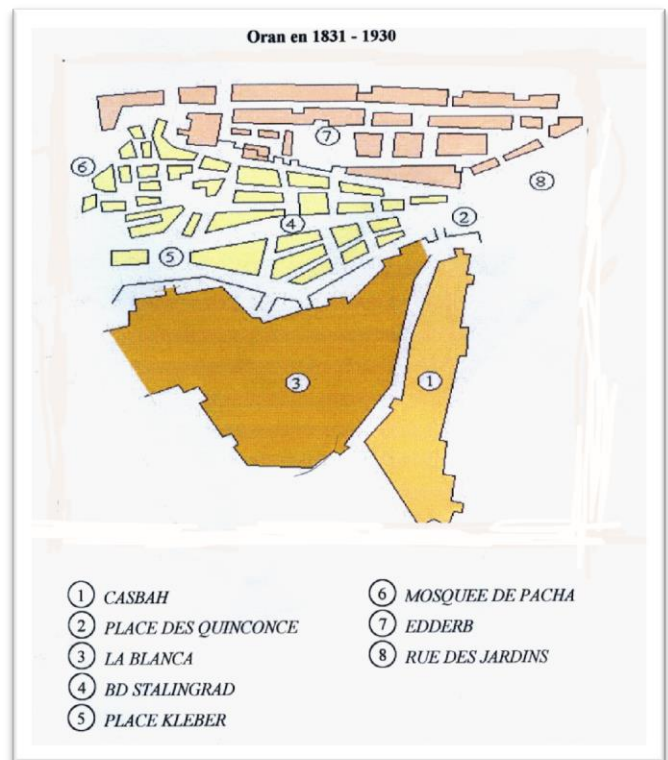 Oran en 1831 - 1930
7
6
8
2
4
5
3
1
1 CASBAH
2 PLACE DES QUINCONCE
3 LA BLANCA
4 BD STALINGRAD
5 PLACE KLEBER
6 MOSQUEE DE PACHA
7 EDDERB
8 RUE DES JARDINS